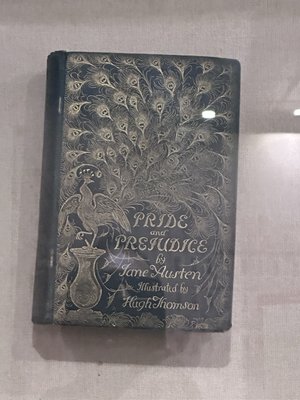 PRIDE
and
PREJUDICE
by
Jane Austen
Illustrated by
Hugh Thomson